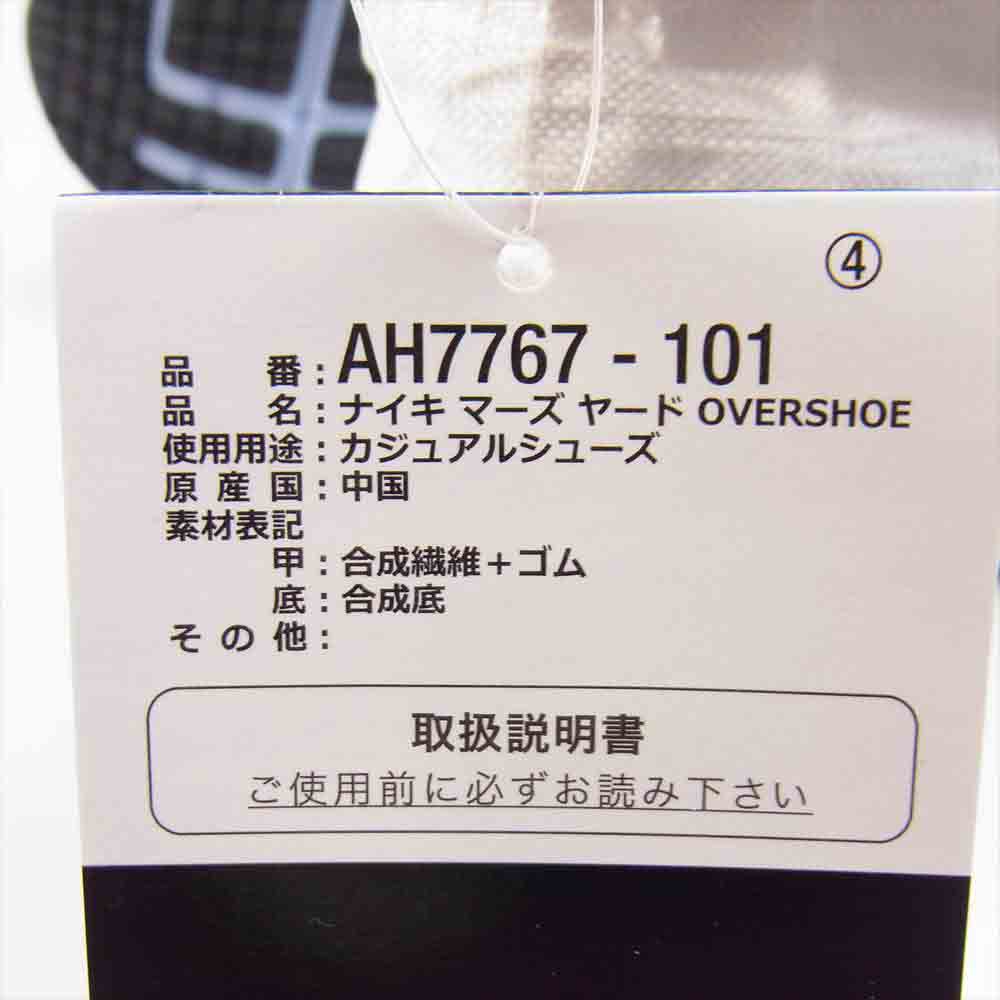 ④
品番：AH7767 - 101
品名：ナイキ マーズ ヤード OVERSHOE
使用用途：カジュアルシューズ
原産国：中国
素材表記
甲：合成繊維＋ゴム
底：合成底
その他：
取扱説明書
ご使用前に必ずお読み下さい